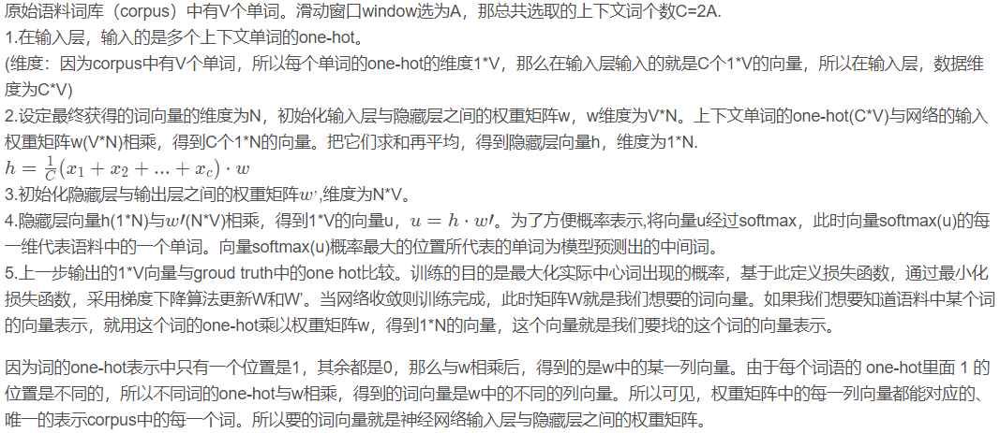 原始语料词库（corpus）中有V个单词。滑动窗口window选为A，那总共选取的上下文词个数C=2A.
1.在输入层，输入的是多个上下文单词的one-hot。
(维度：因为corpus中有V个单词，所以每个单词的one-hot的维度1*V，那么在输入层输入的就是C个1*V的向量，所以在输入层，数据维
度为C*V)
2.设定最终获得的词向量的维度为N，初始化输入层与隐藏层之间的权重矩阵w，w维度为V*N。上下文单词的one-hot(C*V)与网络的输入
权重矩阵w(V*N)相乘，得到C个1*N的向量。把它们求和再平均，得到隐藏层向量h，维度为1*N.
h = 1/C (x₁ + x₂ + ... + x_c) · w
3.初始化隐藏层与输出层之间的权重矩阵w’,维度为N*V。
4.隐藏层向量h(1*N)与w′(N*V)相乘，得到1*V的向量u，u = h · w′。为了方便概率表示,将向量u经过softmax，此时向量softmax(u)的每
一维代表语料中的一个单词。向量softmax(u)概率最大的位置所代表的单词为模型预测出的中间词。
5.上一步输出的1*V向量与groud truth中的one hot比较。训练的目的是最大化实际中心词出现的概率，基于此定义损失函数，通过最小化
损失函数，采用梯度下降算法更新W和W’。当网络收敛则训练完成，此时矩阵W就是我们想要的词向量。如果我们想要知道语料中某个词
的向量表示，就用这个词的one-hot乘以权重矩阵w，得到1*N的向量，这个向量就是我们要找的这个词的向量表示。
因为词的one-hot表示中只有一个位置是1，其余都是0，那么与w相乘后，得到的是w中的某一列向量。由于每个词语的 one-hot里面 1 的
位置是不同的，所以不同词的one-hot与w相乘，得到的词向量是w中的不同的列向量。所以可见，权重矩阵中的每一列向量都能对应的、
唯一的表示corpus中的每一个词。所以要的词向量就是神经网络输入层与隐藏层之间的权重矩阵。